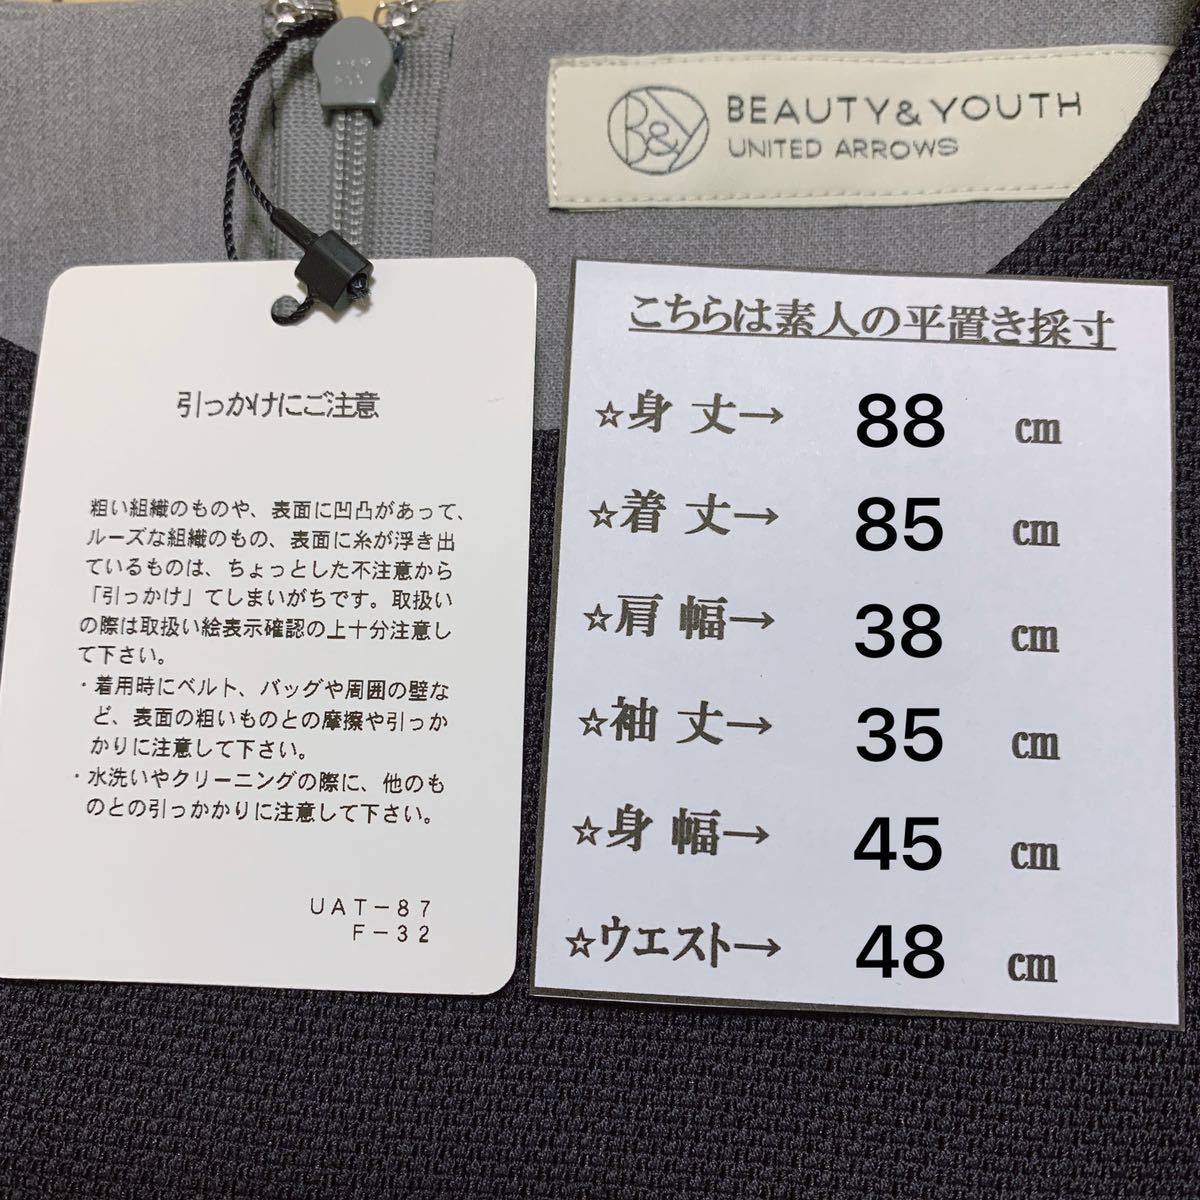 BEAUTY & YOUTH
UNITED ARROWS
B&Y
引っかけにご注意
粗い組織のものや、表面に凹凸があって、
ルーズな組織のもの、表面に糸が浮き出
ているものは、ちょっとした不注意から
「引っかけ」てしまいがちです。取扱い
の際は取扱い絵表示確認の上十分注意し
て下さい。
・着用時にベルト、バッグや周囲の壁な
ど、表面の粗いものとの摩擦や引っか
かりに注意して下さい。
・水洗いやクリーニングの際に、他のも
のとの引っかかりに注意して下さい。
UAT-87
F-32
こちらは素人の平置き採寸
☆身 丈→ 88 ㎝
☆着 丈→ 85 ㎝
☆肩 幅→ 38 ㎝
☆袖 丈→ 35 ㎝
☆身 幅→ 45 ㎝
☆ウエスト→ 48 ㎝